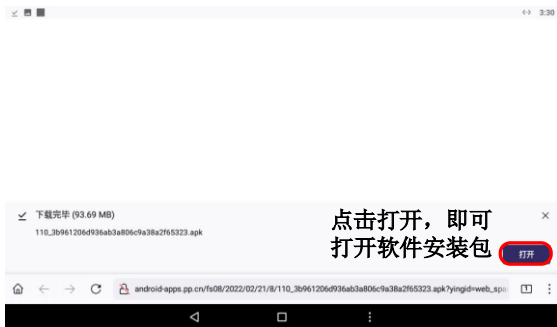 3:30
下载完毕 (93.69 MB)
110_3b961206d936ab3a806c9a38a2f65323.apk
点击打开，即可
打开软件安装包
打开
android-apps.pp.cn/fs08/2022/02/21/8/110_3b961206d936ab3a806c9a38a2f65323.apk?yingid=web_spa
1